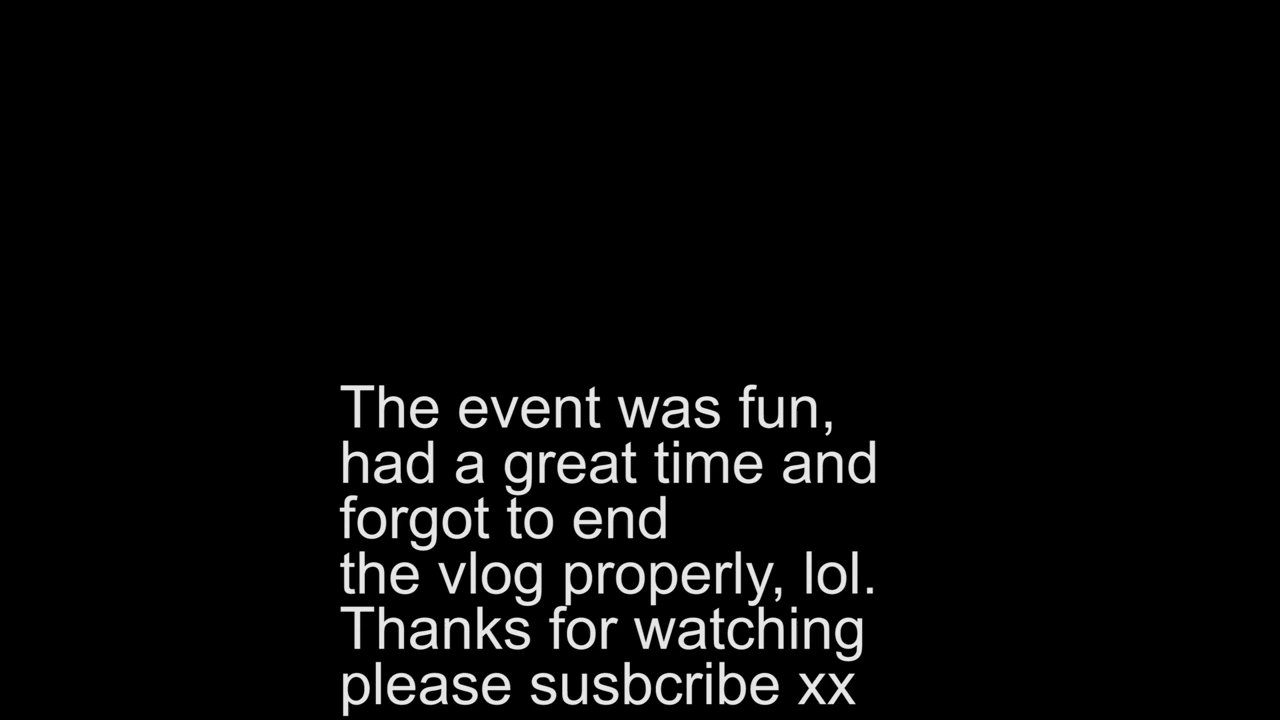 The event was fun,
had a great time and
forgot to end
the vlog properly, lol.
Thanks for watching
please susbcribe xx